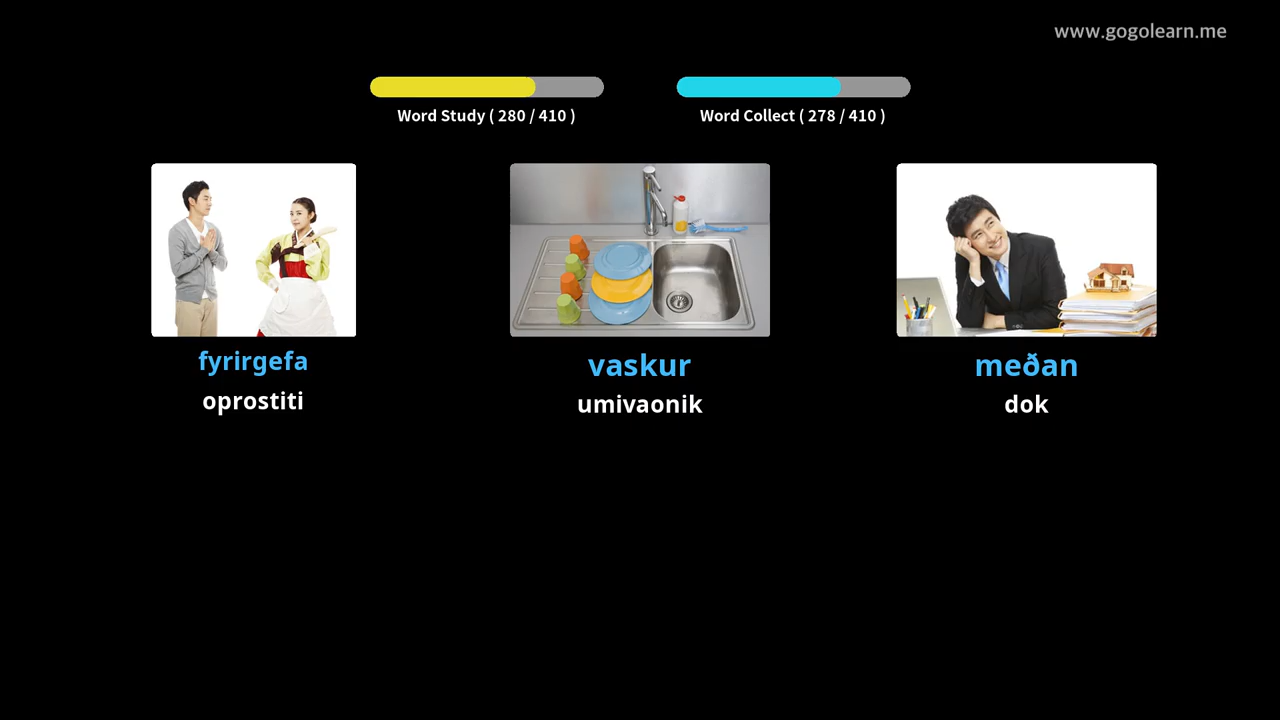 www.gogolearn.me
Word Study ( 280 / 410 )
Word Collect ( 278 / 410 )
fyrirgefa
oprostiti
vaskur
umivaonik
meðan
dok